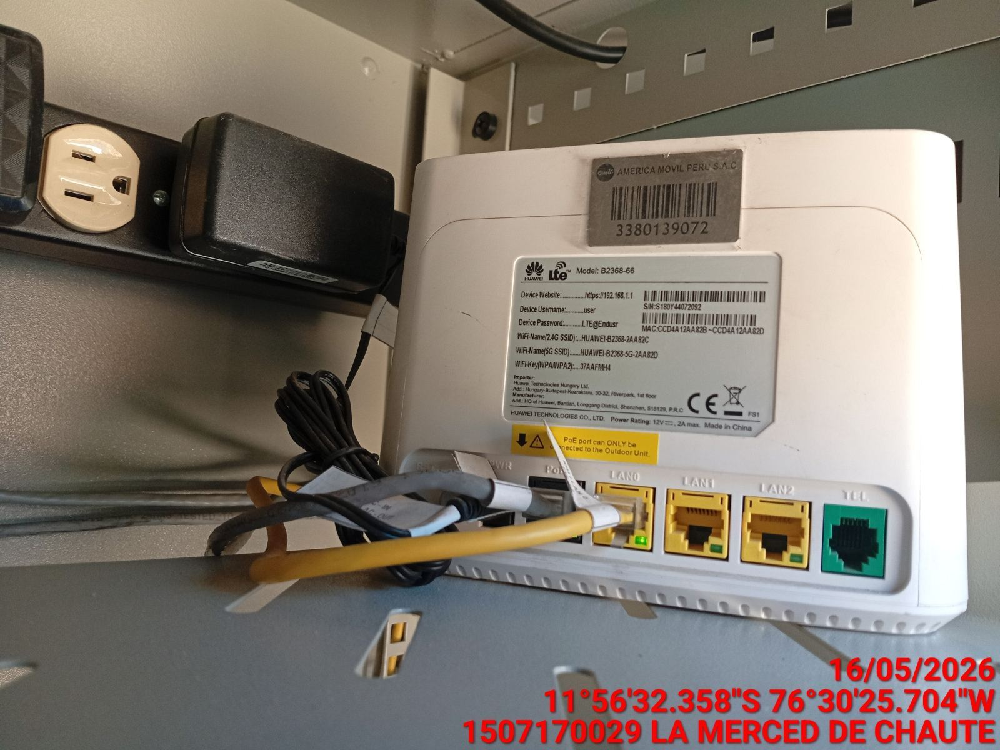 Claro AMERICA MOVIL PERU S.A.C
3380139072
HUAWEI Lte™ Model: B2368-66
Device Website:................https://192.168.1.1
Device Username:............user
Device Password:............LTE@Endusr
WiFi-Name(2.4G SSID):...HUAWEI-B2368-2AA82C
WiFi-Name(5G SSID):......HUAWEI-B2368-5G-2AA82D
WiFi-Key(WPA/WPA2):....37AAFMH4
S/N:S180Y44072092
MAC:CCD4A12AA82B ~CCD4A12AA82D
Importer:
Huawei Technologies Hungary Ltd.
Add.: Hungary-Budapest-Kozraktaru. 30-32, Riverpark, 1st floor
Manufacturer:
Add.: HQ of Huawei, Bantian, Longgang District, Shenzhen, 518129, P.R.C
CE
FS1
HUAWEI TECHNOLOGIES CO., LTD. Power Rating: 12V⎓, 2A max. Made in China
PoE port can ONLY be
connected to the Outdoor Unit.
PWR PoE LAN0 LAN1 LAN2 TEL
AC OUT
16/05/2026
11°56'32.358"S 76°30'25.704"W
1507170029 LA MERCED DE CHAUTE